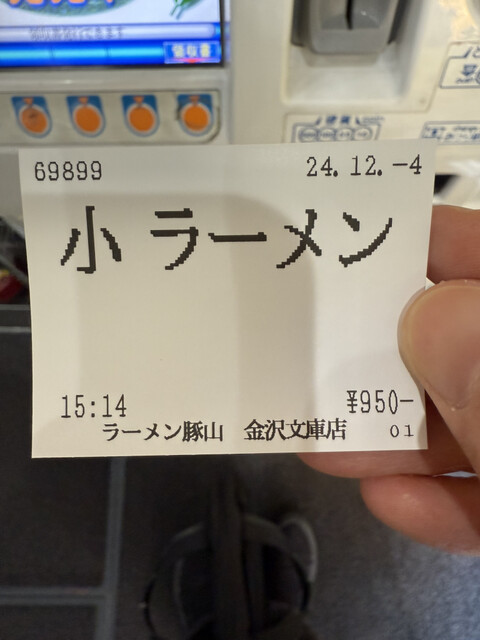 69899 24.12.-4
小 ラーメン
15:14 ¥950-
ラーメン豚山 金沢文庫店 01